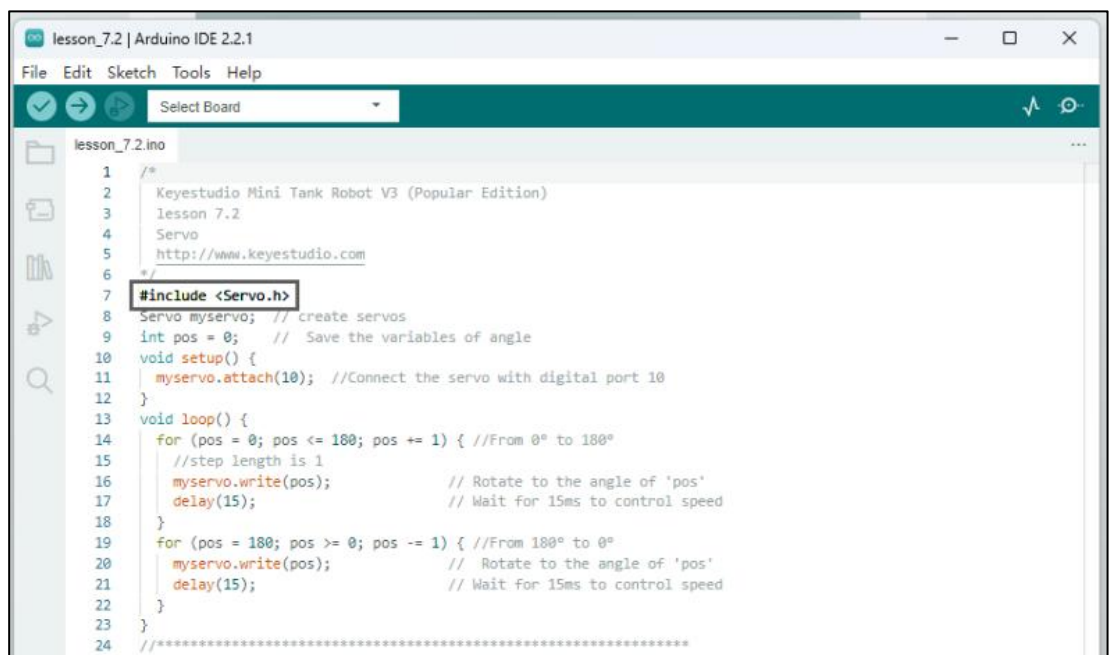 lesson_7.2 | Arduino IDE 2.2.1
File Edit Sketch Tools Help
Select Board
lesson_7.2.ino
1 /*
2 Keyestudio Mini Tank Robot V3 (Popular Edition)
3 lesson 7.2
4 Servo
5 http://www.keyestudio.com
6 */
7 #include <Servo.h>
8 Servo myservo; // create servos
9 int pos = 0; // Save the variables of angle
10 void setup() {
11 myservo.attach(10); //Connect the servo with digital port 10
12 }
13 void loop() {
14 for (pos = 0; pos <= 180; pos += 1) { //From 0° to 180°
15 //step length is 1
16 myservo.write(pos); // Rotate to the angle of 'pos'
17 delay(15); // Wait for 15ms to control speed
18 }
19 for (pos = 180; pos >= 0; pos -= 1) { //From 180° to 0°
20 myservo.write(pos); // Rotate to the angle of 'pos'
21 delay(15); // Wait for 15ms to control speed
22 }
23 }
24 //****************************************************************